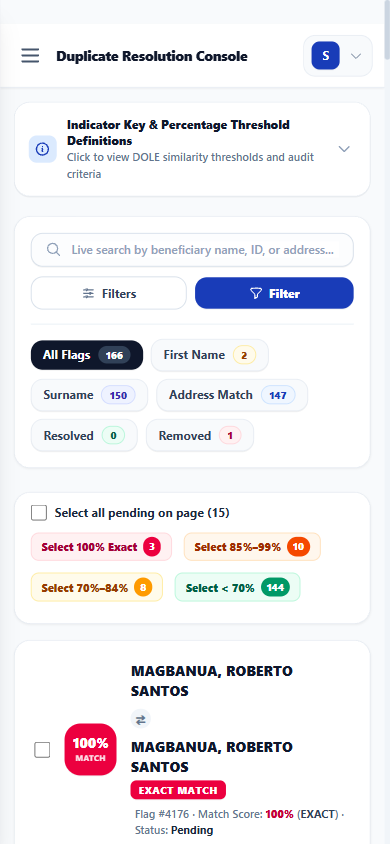 Duplicate Resolution Console
S
Indicator Key & Percentage Threshold
Definitions
Click to view DOLE similarity thresholds and audit
criteria
Live search by beneficiary name, ID, or address...
Filters
Filter
All Flags 166
First Name 2
Surname 150
Address Match 147
Resolved 0
Removed 1
Select all pending on page (15)
Select 100% Exact 3
Select 85%–99% 10
Select 70%–84% 8
Select < 70% 144
MAGBANUA, ROBERTO
SANTOS
100%
MATCH
MAGBANUA, ROBERTO
SANTOS
EXACT MATCH
Flag #4176 · Match Score: 100% (EXACT) ·
Status: Pending